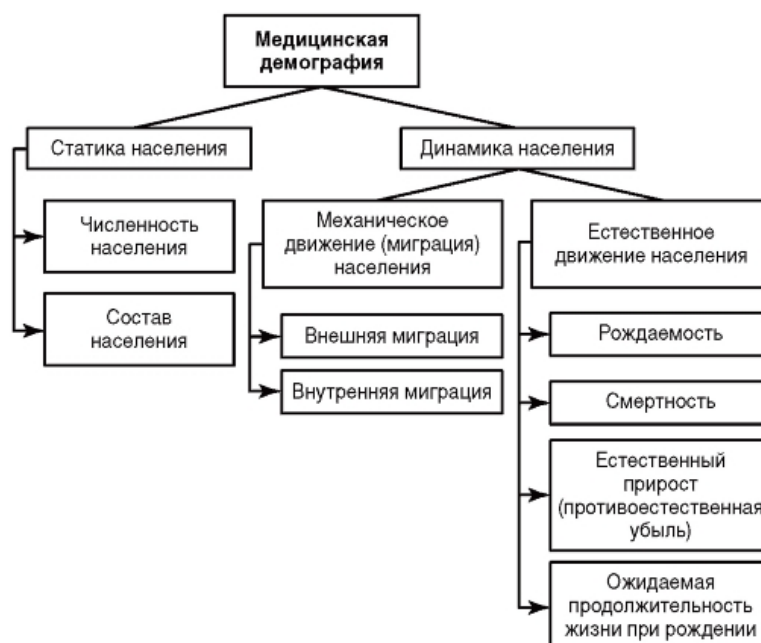 Медицинская
демография
Статика населения
Динамика населения
Численность
населения
Состав
населения
Механическое
движение (миграция)
населения
Внешняя миграция
Внутренняя миграция
Естественное
движение населения
Рождаемость
Смертность
Естественный
прирост
(противоестественная
убыль)
Ожидаемая
продолжительность
жизни при рождении